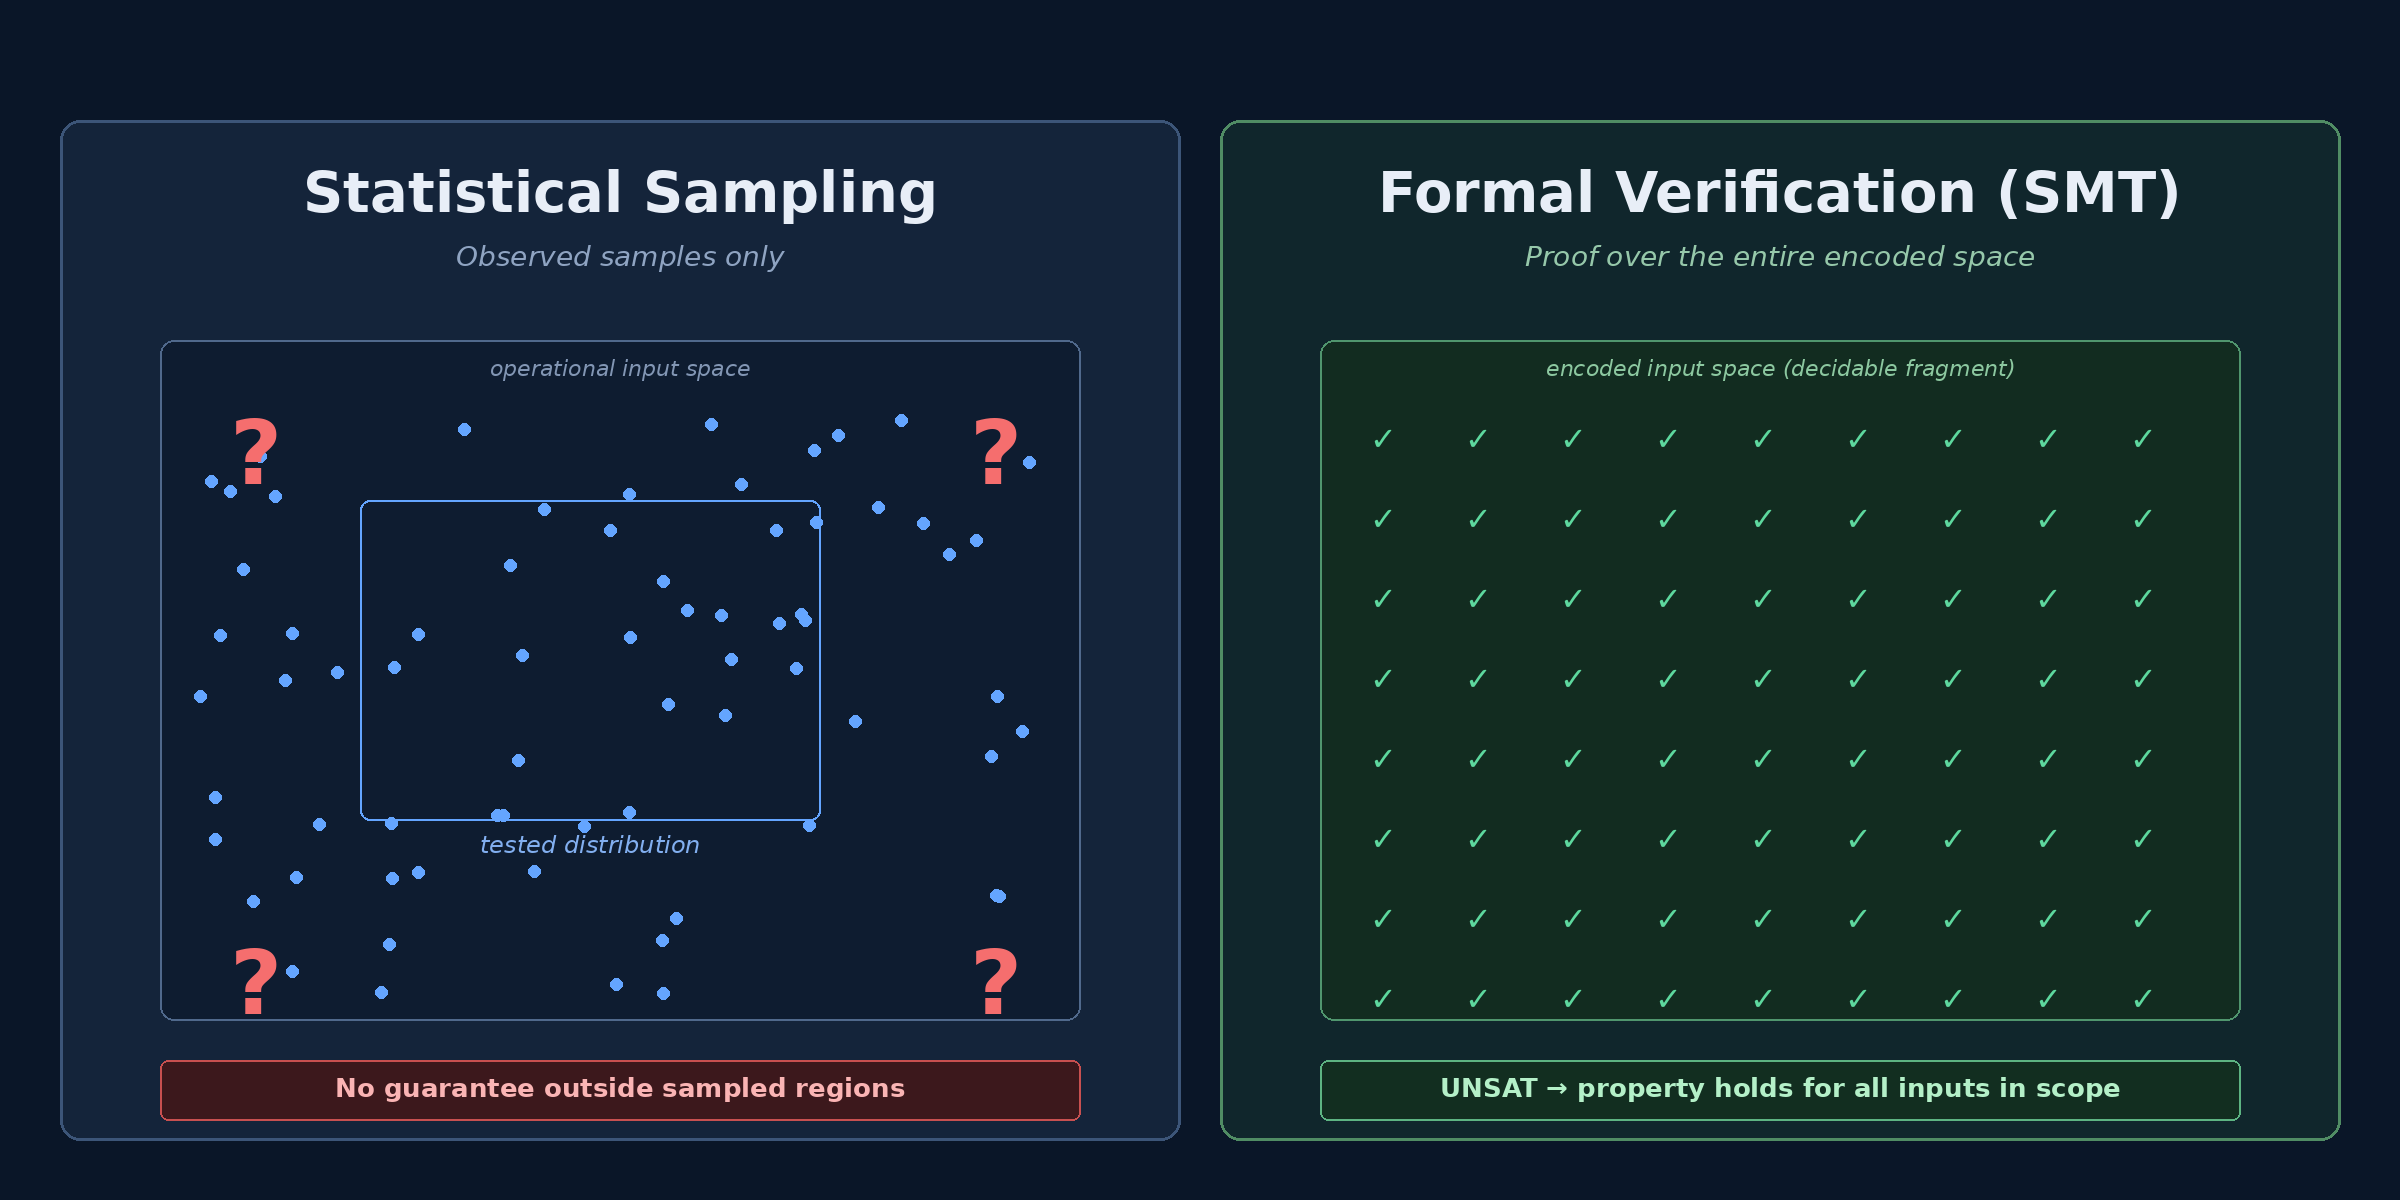 Statistical Sampling
Observed samples only
operational input space
? ?
tested distribution
? ?
No guarantee outside sampled regions
Formal Verification (SMT)
Proof over the entire encoded space
encoded input space (decidable fragment)
✓ ✓ ✓ ✓ ✓ ✓ ✓ ✓ ✓
✓ ✓ ✓ ✓ ✓ ✓ ✓ ✓ ✓
✓ ✓ ✓ ✓ ✓ ✓ ✓ ✓ ✓
✓ ✓ ✓ ✓ ✓ ✓ ✓ ✓ ✓
✓ ✓ ✓ ✓ ✓ ✓ ✓ ✓ ✓
✓ ✓ ✓ ✓ ✓ ✓ ✓ ✓ ✓
✓ ✓ ✓ ✓ ✓ ✓ ✓ ✓ ✓
✓ ✓ ✓ ✓ ✓ ✓ ✓ ✓ ✓
UNSAT → property holds for all inputs in scope